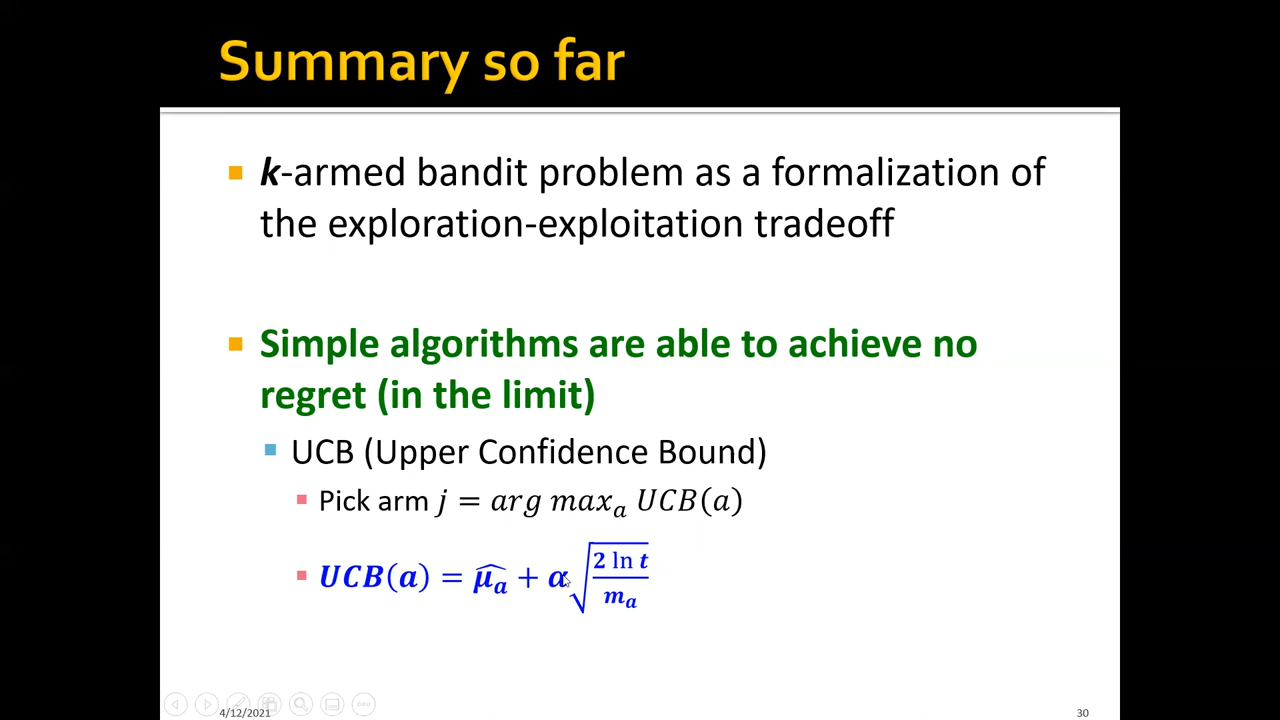 Summary so far
k-armed bandit problem as a formalization of
the exploration-exploitation tradeoff
Simple algorithms are able to achieve no
regret (in the limit)
UCB (Upper Confidence Bound)
Pick arm j = arg max_a UCB(a)
UCB(a) = \hat{μ_a} + α√(2 ln t / m_a)
4/12/2021
30